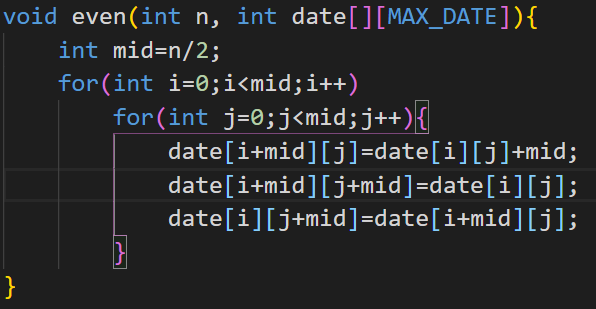 void even(int n, int date[][MAX_DATE]){
    int mid=n/2;
    for(int i=0;i<mid;i++)
        for(int j=0;j<mid;j++){
            date[i+mid][j]=date[i][j]+mid;
            date[i+mid][j+mid]=date[i][j];
            date[i][j+mid]=date[i+mid][j];
        }
}